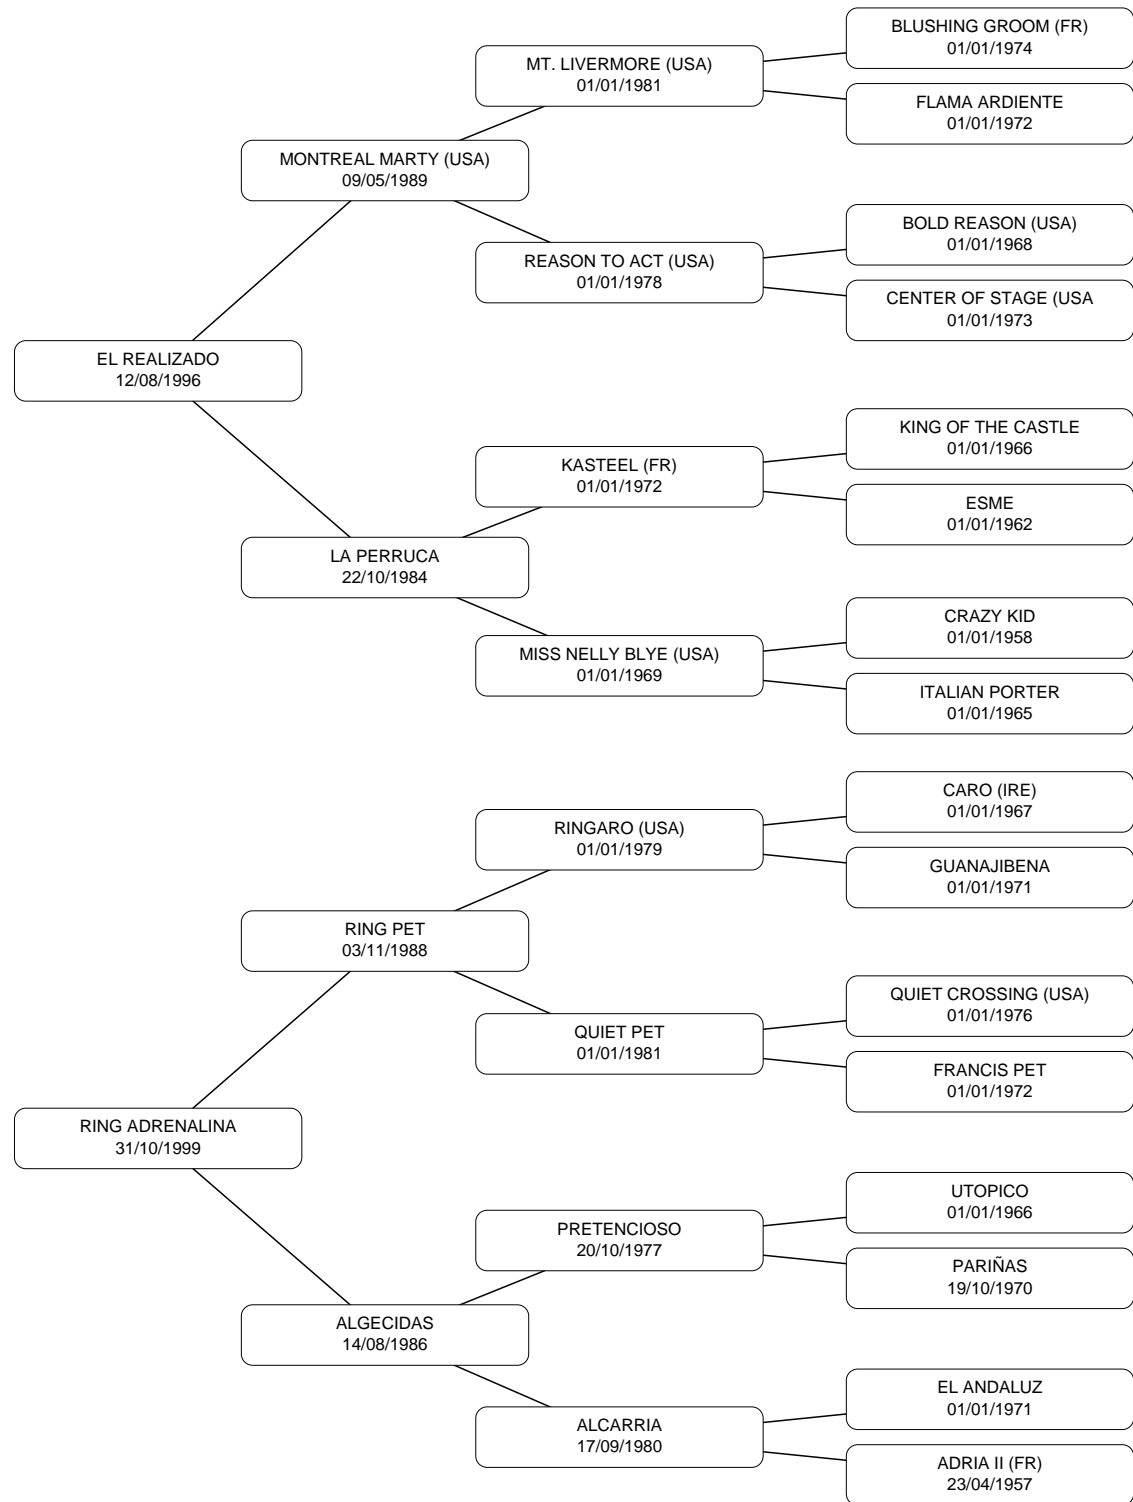 BLUSHING GROOM (FR)
01/01/1974
MT. LIVERMORE (USA)
01/01/1981
FLAMA ARDIENTE
01/01/1972
MONTREAL MARTY (USA)
09/05/1989
BOLD REASON (USA)
01/01/1968
REASON TO ACT (USA)
01/01/1978
CENTER OF STAGE (USA
01/01/1973
EL REALIZADO
12/08/1996
KING OF THE CASTLE
01/01/1966
KASTEEL (FR)
01/01/1972
ESME
01/01/1962
LA PERRUCA
22/10/1984
CRAZY KID
01/01/1958
MISS NELLY BLYE (USA)
01/01/1969
ITALIAN PORTER
01/01/1965
CARO (IRE)
01/01/1967
RINGARO (USA)
01/01/1979
GUANAJIBENA
01/01/1971
RING PET
03/11/1988
QUIET CROSSING (USA)
01/01/1976
QUIET PET
01/01/1981
FRANCIS PET
01/01/1972
RING ADRENALINA
31/10/1999
UTOPICO
01/01/1966
PRETENCIOSO
20/10/1977
PARIÑAS
19/10/1970
ALGECIDAS
14/08/1986
EL ANDALUZ
01/01/1971
ALCARRIA
17/09/1980
ADRIA II (FR)
23/04/1957